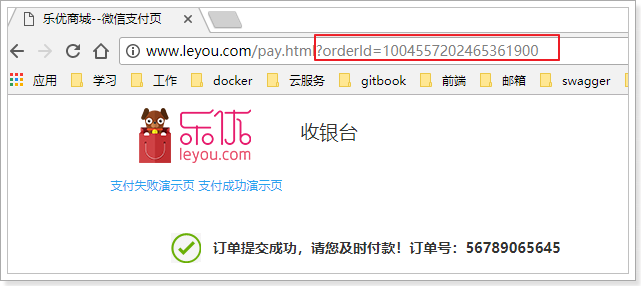 乐优商城--微信支付页
www.leyou.com/pay.html?orderId=1004557202465361900
应用 学习 工作 docker 云服务 gitbook 前端 邮箱 swagger
乐优
leyou.com
收银台
支付失败演示页 支付成功演示页
订单提交成功，请您及时付款！订单号：56789065645